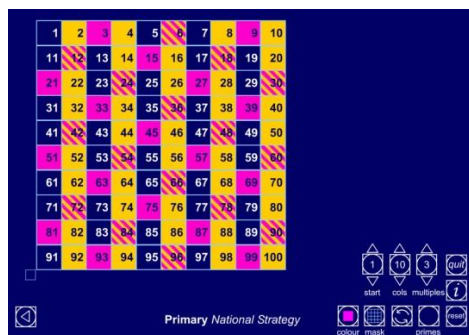 1 2 3 4 5 6 7 8 9 10
11 12 13 14 15 16 17 18 19 20
21 22 23 24 25 26 27 28 29 30
31 32 33 34 35 36 37 38 39 40
41 42 43 44 45 46 47 48 49 50
51 52 53 54 55 56 57 58 59 60
61 62 63 64 65 66 67 68 69 70
71 72 73 74 75 76 77 78 79 80
81 82 83 84 85 86 87 88 89 90
91 92 93 94 95 96 97 98 99 100
1 10 3 quit
start cols multiples i
Primary National Strategy
colour mask primes reset